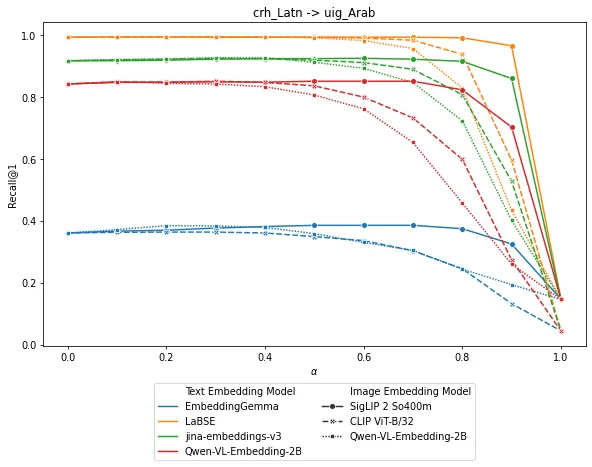 crh_Latn -> uig_Arab
Recall@1
1.0
0.8
0.6
0.4
0.2
0.0
0.0 0.2 0.4 0.6 0.8 1.0
α
Text Embedding Model
EmbeddingGemma
LaBSE
jina-embeddings-v3
Qwen-VL-Embedding-2B
Image Embedding Model
SigLIP 2 So400m
CLIP ViT-B/32
Qwen-VL-Embedding-2B